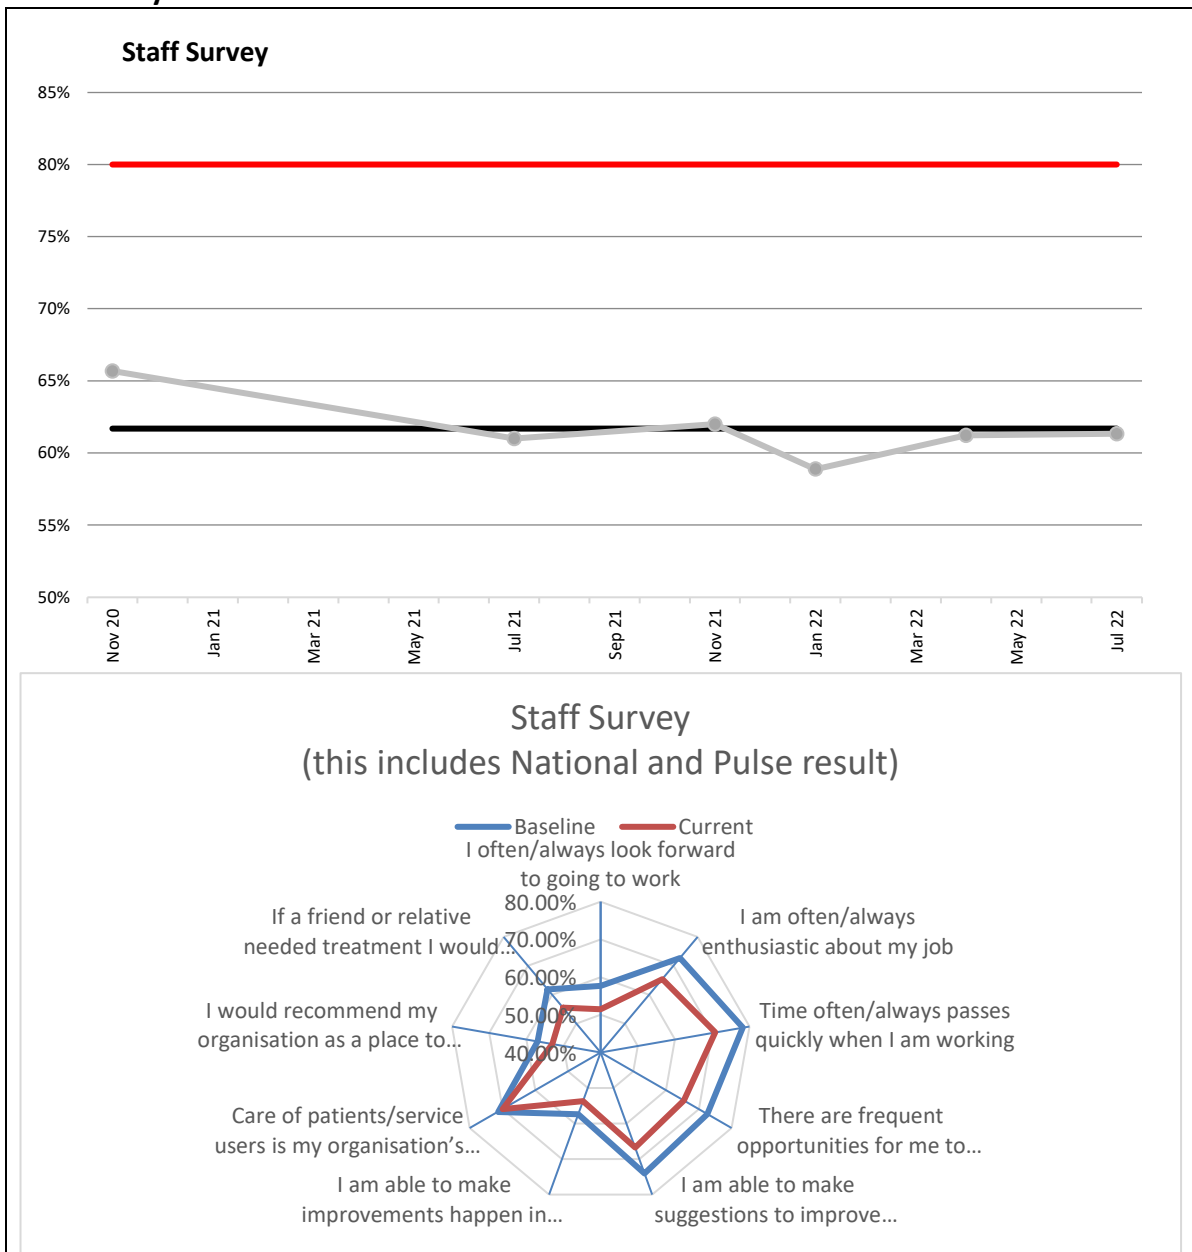 Staff Survey
85%
80%
75%
70%
65%
60%
55%
50%
Nov 20
Jan 21
Mar 21
May 21
Jul 21
Sep 21
Nov 21
Jan 22
Mar 22
May 22
Jul 22
Staff Survey
(this includes National and Pulse result)
Baseline
Current
I often/always look forward
to going to work
I am often/always
enthusiastic about my job
Time often/always passes
quickly when I am working
There are frequent
opportunities for me to...
I am able to make
suggestions to improve...
I am able to make
improvements happen in...
Care of patients/service
users is my organisation’s...
I would recommend my
organisation as a place to...
If a friend or relative
needed treatment I would...
80.00%
70.00%
60.00%
50.00%
40.00%